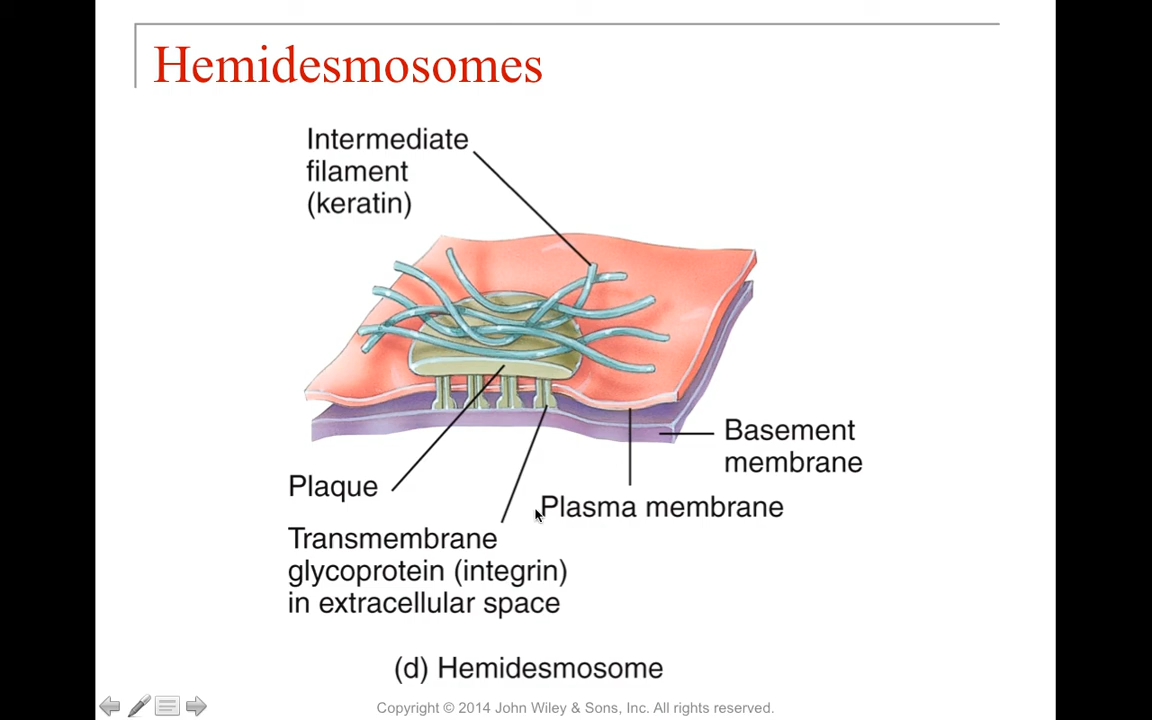 Hemidesmosomes
Intermediate
filament
(keratin)
Basement
membrane
Plaque
Plasma membrane
Transmembrane
glycoprotein (integrin)
in extracellular space
(d) Hemidesmosome
Copyright © 2014 John Wiley & Sons, Inc. All rights reserved.